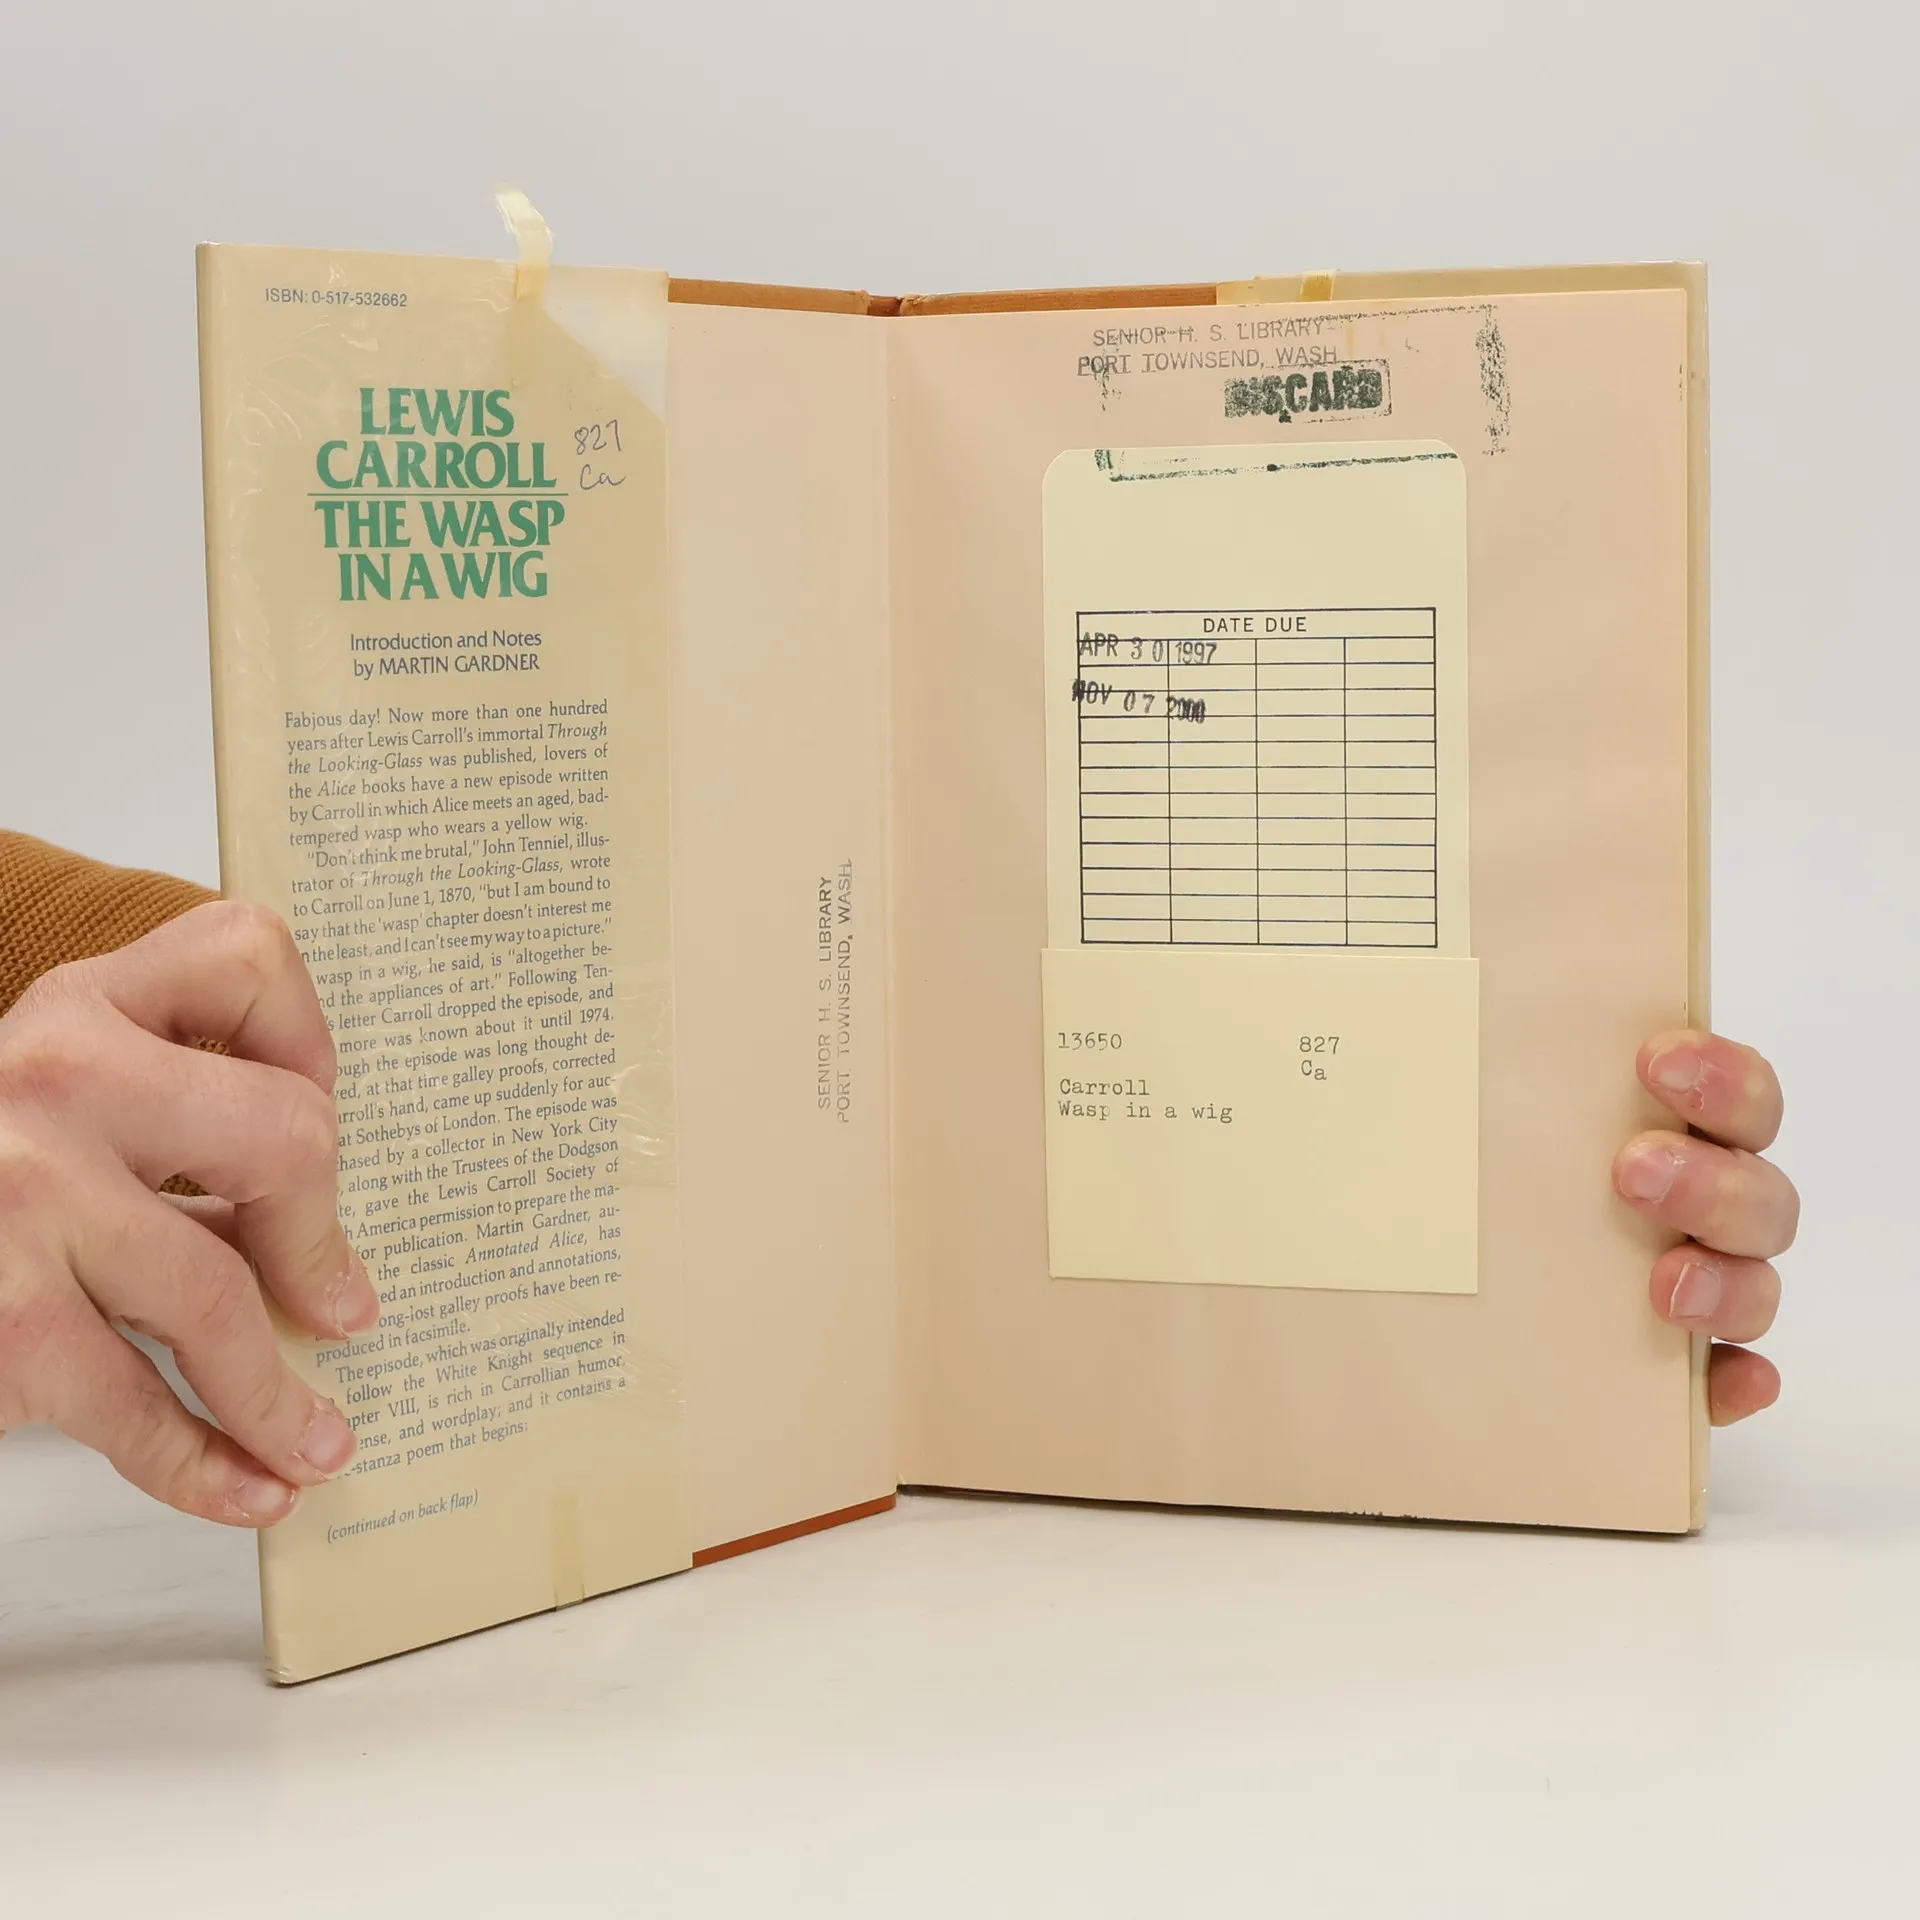 ISBN: 0-517-532662
LEWIS
CARROLL
THE WASP
IN A WIG
827
Ca
Introduction and Notes
by MARTIN GARDNER
Fabjous day! Now more than one hundred
years after Lewis Carroll's immortal Through
the Looking-Glass was published, lovers of
the Alice books have a new episode written
by Carroll in which Alice meets an aged, bad-
tempered wasp who wears a yellow wig.
"Don't think me brutal," John Tenniel, illus-
trator of Through the Looking-Glass, wrote
to Carroll on June 1, 1870, "but I am bound to
say that the 'wasp' chapter doesn't interest me
n the least, and I can't see my way to a picture."
wasp in a wig, he said, is "altogether be-
nd the appliances of art." Following Ten-
's letter Carroll dropped the episode, and
more was known about it until 1974.
ough the episode was long thought de-
yed, at that time galley proofs, corrected
arroll's hand, came up suddenly for auc-
at Sothebys of London. The episode was
chased by a collector in New York City
, along with the Trustees of the Dodgson
te, gave the Lewis Carroll Society of
h America permission to prepare the ma-
for publication. Martin Gardner, au-
the classic Annotated Alice, has
ed an introduction and annotations,
ong-lost galley proofs have been re-
produced in facsimile.
The episode, which was originally intended
follow the White Knight sequence in
apter VIII, is rich in Carrollian humor,
ense, and wordplay; and it contains a
-stanza poem that begins:
(continued on back flap)
SENIOR H. S. LIBRARY
PORT TOWNSEND, WASH.
SENIOR H. S. LIBRARY
PORT TOWNSEND, WASH
DISCARD
DATE DUE
APR 30 1997
NOV 07 2000
13650 827
Ca
Carroll
Wasp in a wig